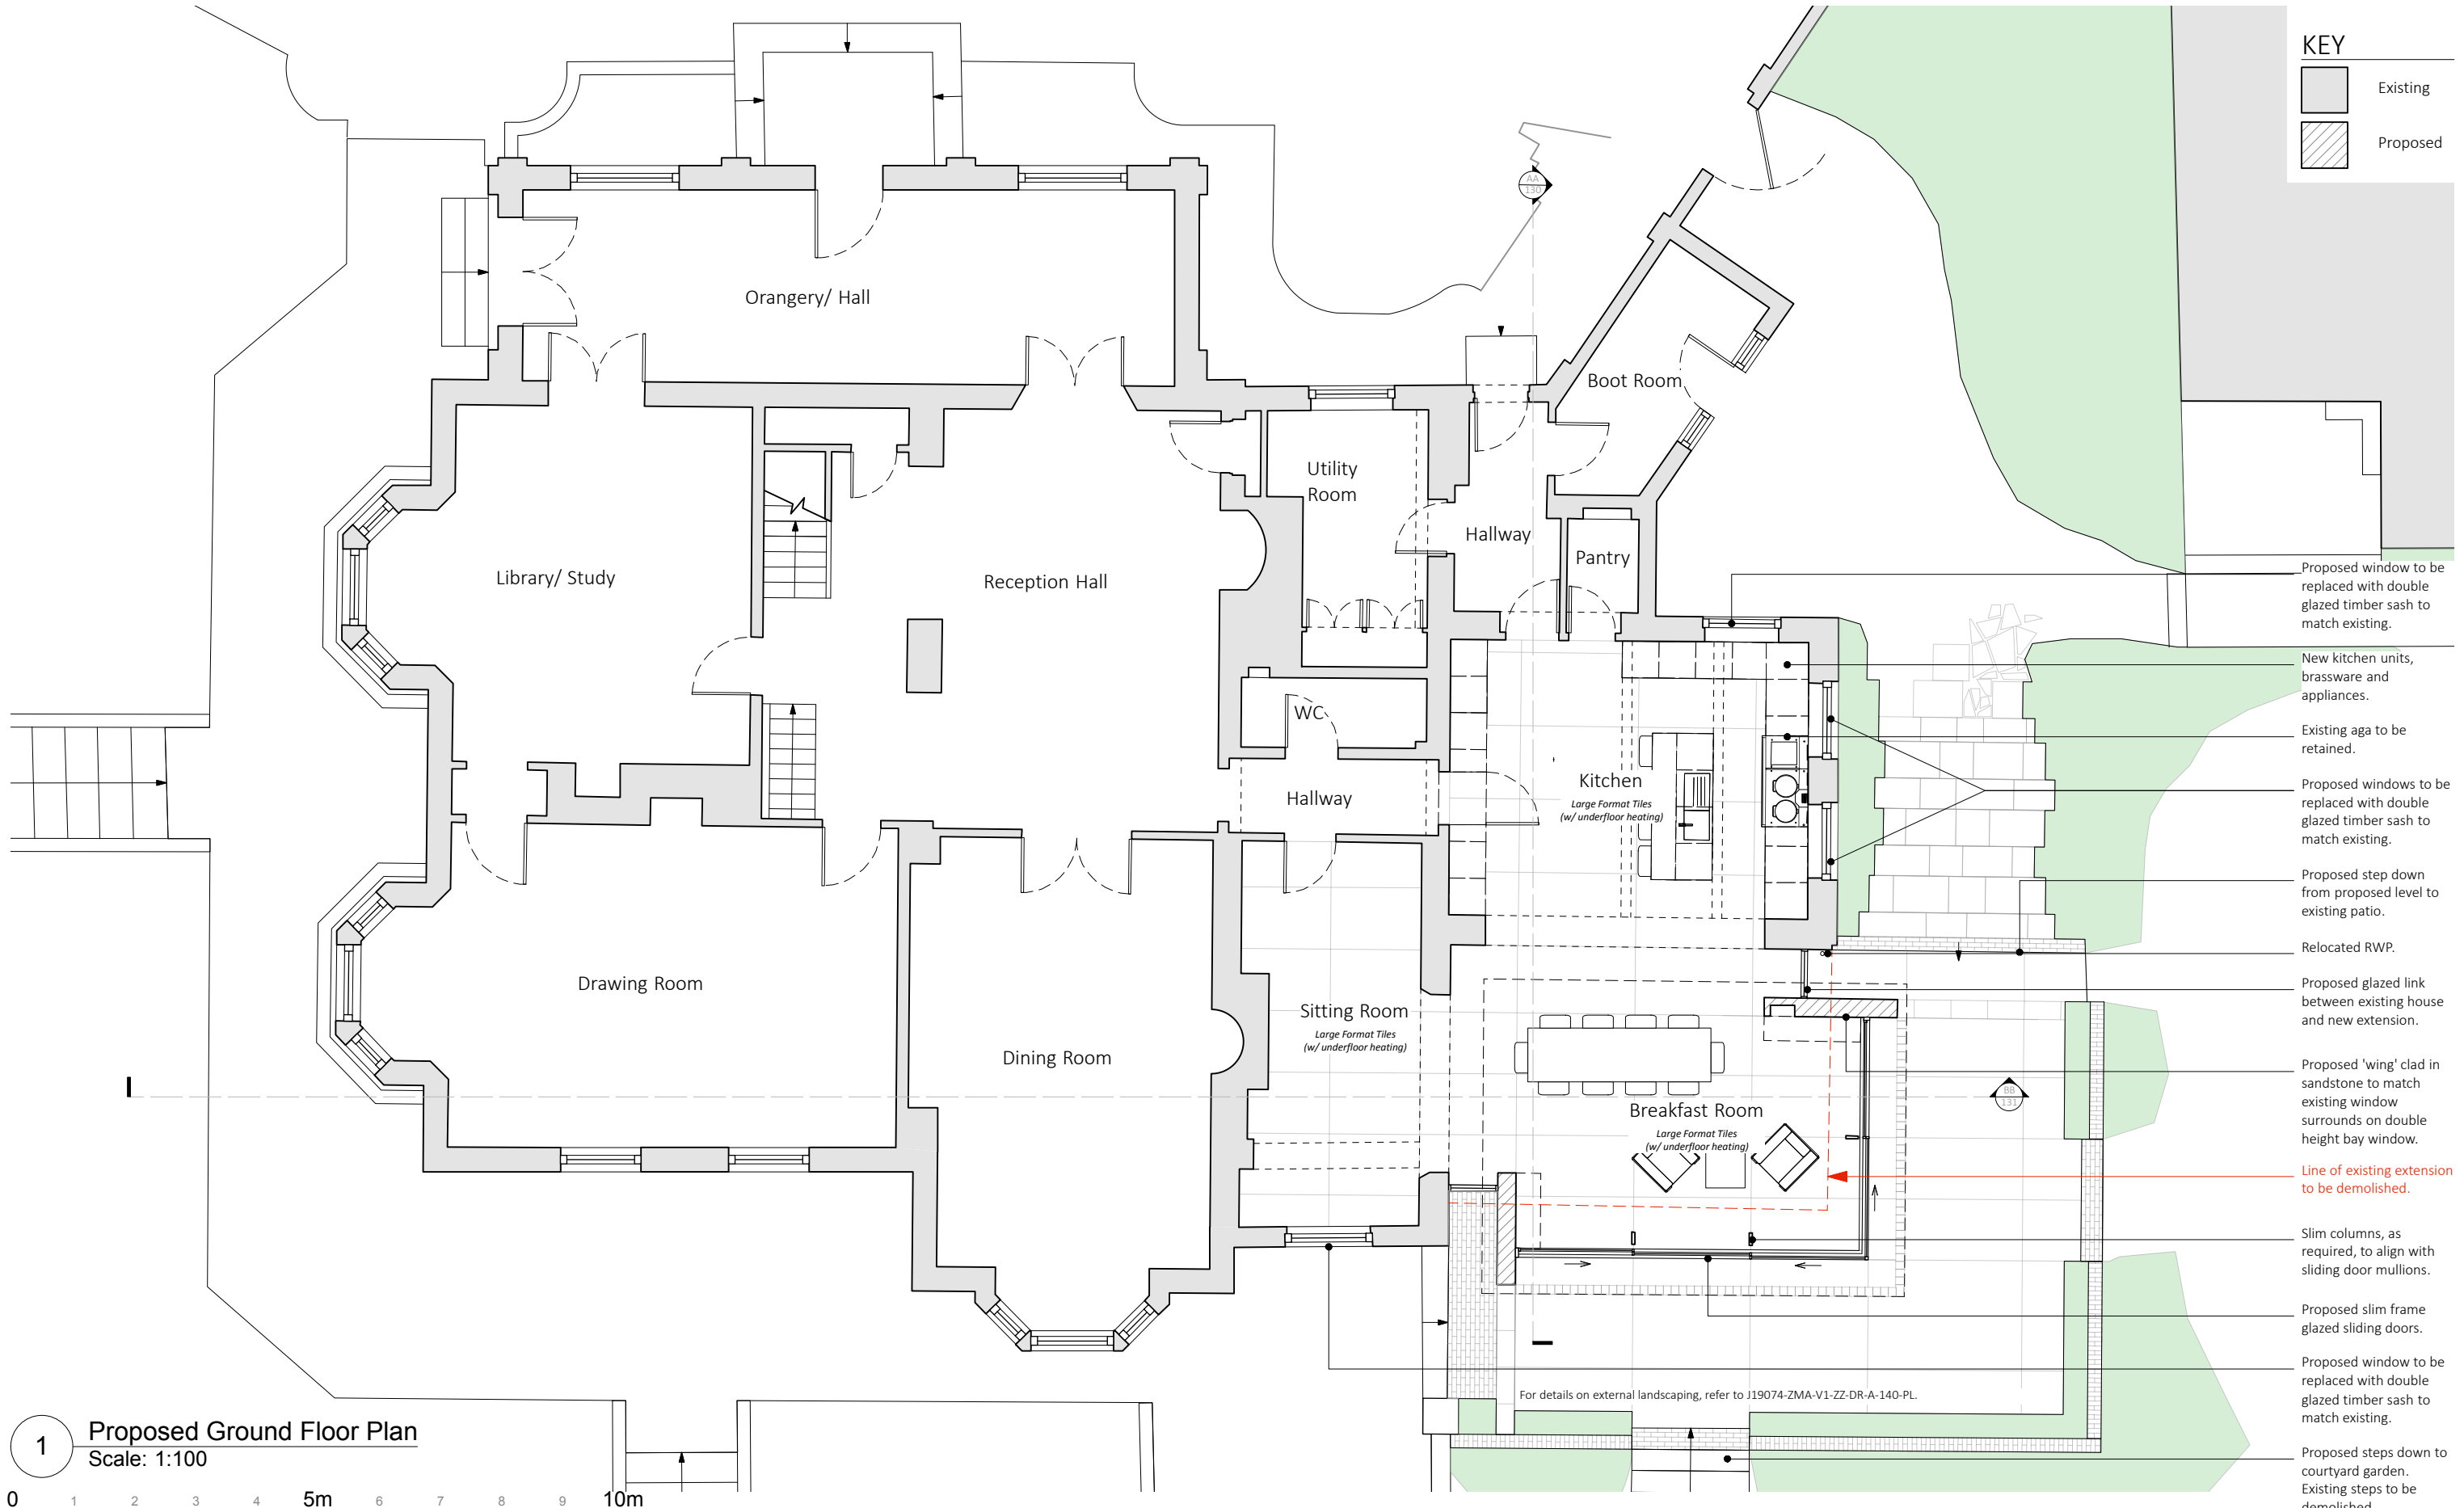 KEY
Existing
Proposed
AA
130
Orangery/ Hall
Boot Room
Utility
Room
Hallway
Pantry
Library/ Study
Reception Hall
WC
Hallway
Kitchen
Large Format Tiles
(w/ underfloor heating)
Drawing Room
Dining Room
Sitting Room
Large Format Tiles
(w/ underfloor heating)
Breakfast Room
Large Format Tiles
(w/ underfloor heating)
BB
131
Proposed window to be
replaced with double
glazed timber sash to
match existing.
New kitchen units,
brassware and
appliances.
Existing aga to be
retained.
Proposed windows to be
replaced with double
glazed timber sash to
match existing.
Proposed step down
from proposed level to
existing patio.
Relocated RWP.
Proposed glazed link
between existing house
and new extension.
Proposed 'wing' clad in
sandstone to match
existing window
surrounds on double
height bay window.
Line of existing extension
to be demolished.
Slim columns, as
required, to align with
sliding door mullions.
Proposed slim frame
glazed sliding doors.
Proposed window to be
replaced with double
glazed timber sash to
match existing.
Proposed steps down to
courtyard garden.
Existing steps to be
demolished.
For details on external landscaping, refer to J19074-ZMA-V1-ZZ-DR-A-140-PL.
1
Proposed Ground Floor Plan
Scale: 1:100
0 1 2 3 4 5m 6 7 8 9 10m